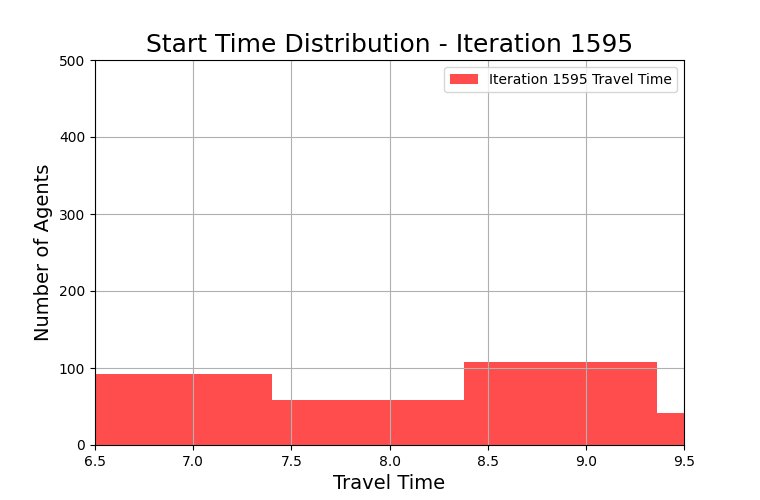 Start Time Distribution - Iteration 1595
Iteration 1595 Travel Time
Number of Agents
500
400
300
200
100
0
6.5 7.0 7.5 8.0 8.5 9.0 9.5
Travel Time